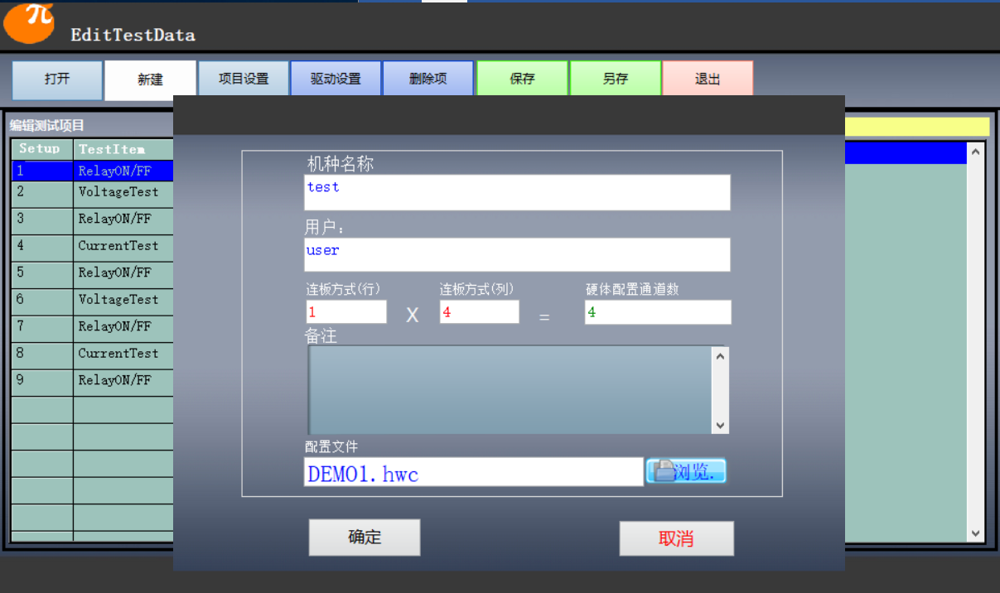 π
EditTestData
打开 新建 项目设置 驱动设置 删除项 保存 另存 退出
编辑测试项目
Setup TestItem
1 RelayON/FF
2 VoltageTest
3 RelayON/FF
4 CurrentTest
5 RelayON/FF
6 VoltageTest
7 RelayON/FF
8 CurrentTest
9 RelayON/FF
机种名称
test
用户:
user
连板方式(行) 连板方式(列) 硬体配置通道数
1 X 4 = 4
备注
配置文件
DEMO1.hwc 浏览.
确定 取消